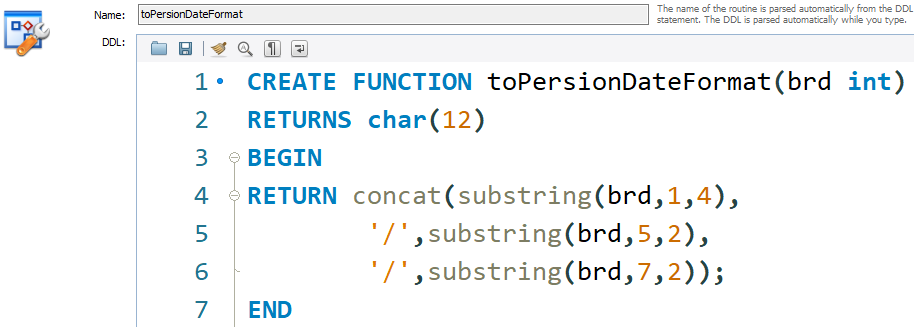 Name: toPersionDateFormat
The name of the routine is parsed automatically from the DDL
statement. The DDL is parsed automatically while you type.
DDL:
1 CREATE FUNCTION toPersionDateFormat(brd int)
2 RETURNS char(12)
3 BEGIN
4 RETURN concat(substring(brd,1,4),
5 '/',substring(brd,5,2),
6 '/',substring(brd,7,2));
7 END